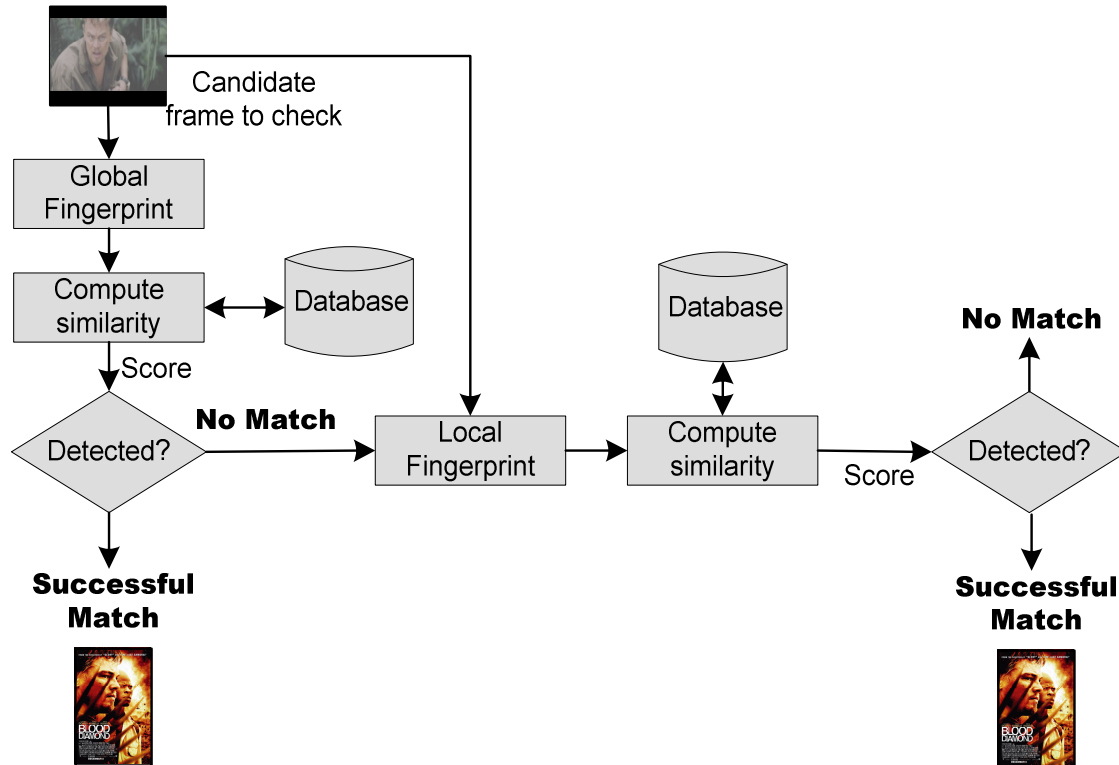 Candidate
frame to check
Global
Fingerprint
Compute
similarity
Database
Score
Detected?
No Match
Successful
Match
BLOOD
DIAMOND
Local
Fingerprint
Database
Compute
similarity
Score
No Match
Detected?
Successful
Match
BLOOD
DIAMOND